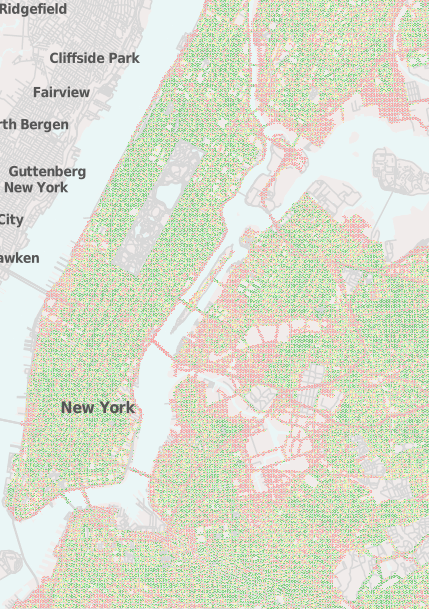 Ridgefield
Cliffside Park
Fairview
rth Bergen
Guttenberg
New York
City
awken
New York